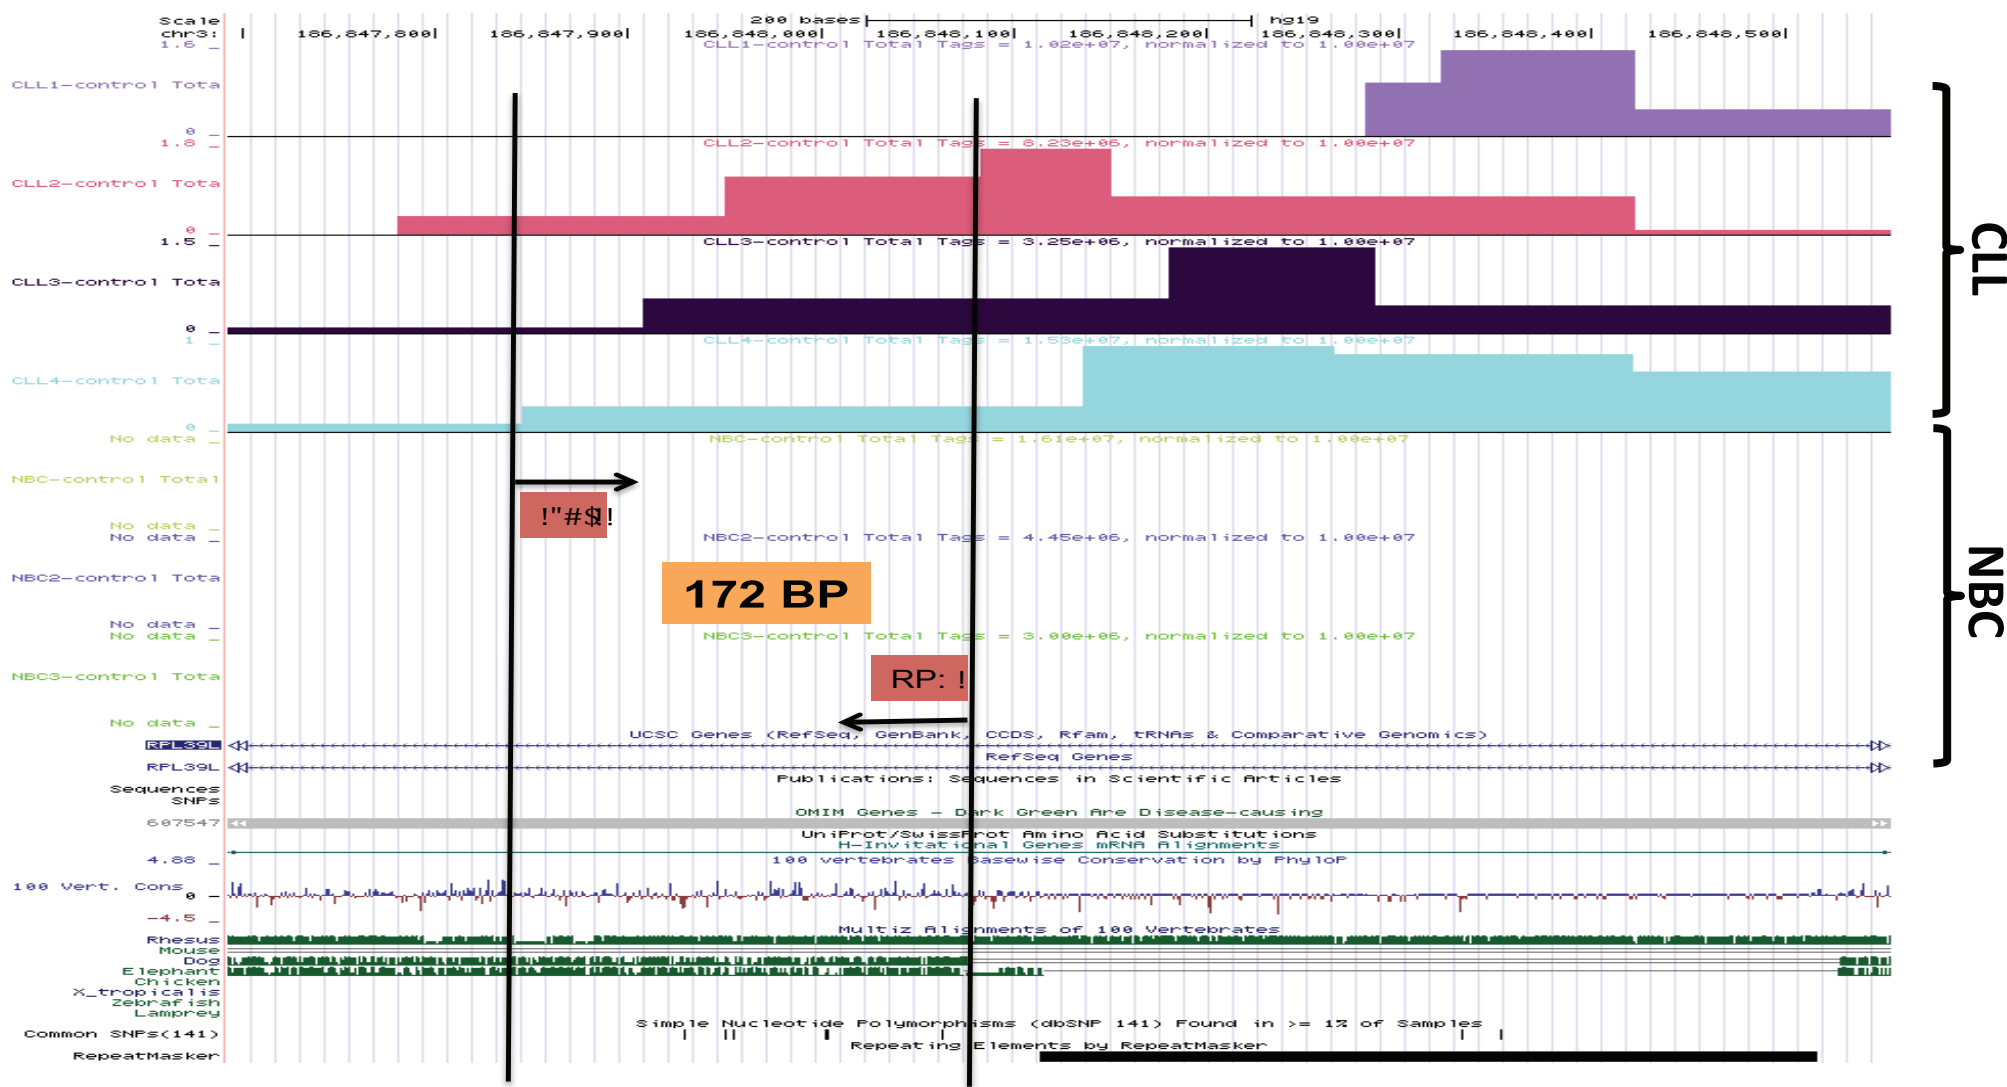 Scale 200 bases hg19
chr3: 186,847,800 186,847,900 186,848,000 186,848,100 186,848,200 186,848,300 186,848,400 186,848,500
1.6 _ CLL1-control Total Tags = 1.02e+07, normalized to 1.00e+07
CLL1-control Tota
0 _
1.8 _ CLL2-control Total Tags = 8.23e+06, normalized to 1.00e+07
CLL2-control Tota
0 _
1.5 _ CLL3-control Total Tags = 3.25e+06, normalized to 1.00e+07
CLL3-control Tota
0 _
1 _ CLL4-control Total Tags = 1.53e+07, normalized to 1.00e+07
CLL4-control Tota
0 _
CLL
No data _ NBC-control Total Tags = 1.61e+07, normalized to 1.00e+07
NBC-control Total
!"#$!!
No data _
No data _ NBC2-control Total Tags = 4.45e+06, normalized to 1.00e+07
NBC2-control Tota
172 BP
NBC
No data _
No data _ NBC3-control Total Tags = 3.00e+06, normalized to 1.00e+07
NBC3-control Tota
RP: !
No data _
UCSC Genes (RefSeq, GenBank, CCDS, Rfam, tRNAs & Comparative Genomics)
RPL39L
RefSeq Genes
RPL39L
Publications: Sequences in Scientific Articles
Sequences
SNPs
OMIM Genes - Dark Green Are Disease-causing
607547
UniProt/SwissProt Amino Acid Substitutions
H-Invitational Genes mRNA Alignments
4.88 _ 100 vertebrates Basewise Conservation by PhyloP
100 Vert. Cons
0 _
-4.5 _
Multiz Alignments of 100 Vertebrates
Rhesus
Mouse
Dog
Elephant
Chicken
X_tropicalis
Zebrafish
Lamprey
Simple Nucleotide Polymorphisms (dbSNP 141) Found in >= 1% of Samples
Common SNPs(141)
Repeating Elements by RepeatMasker
RepeatMasker